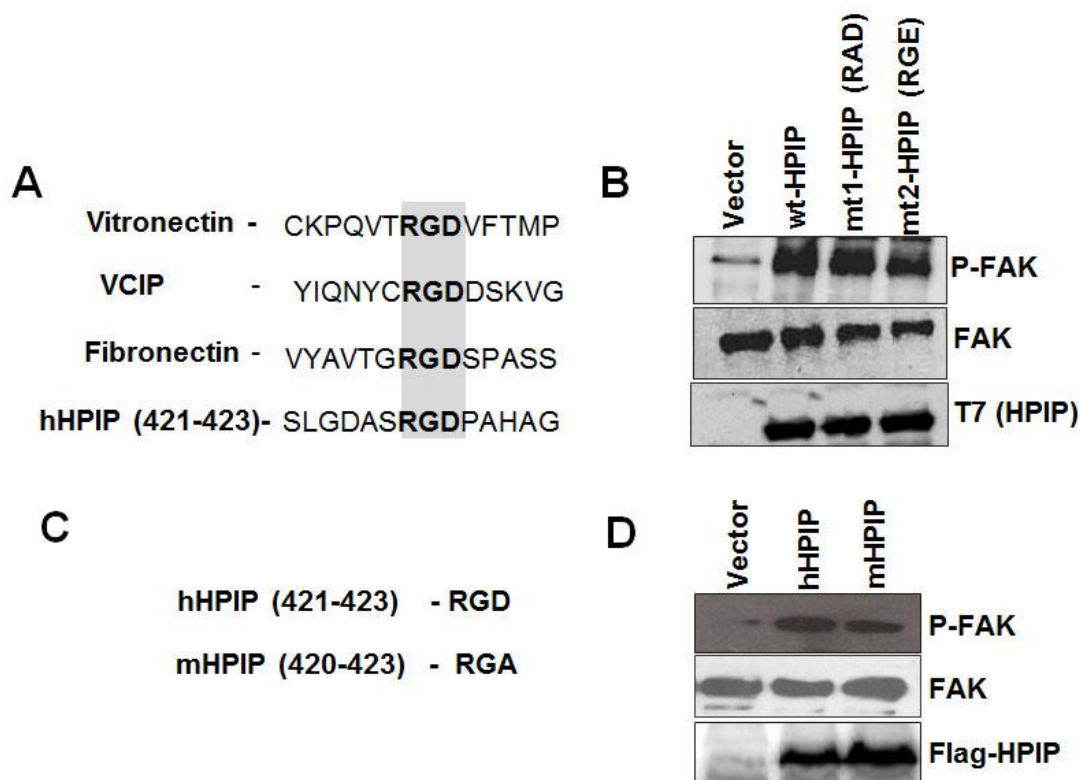 A
Vitronectin - CKPQVTRGDVFTMP
VCIP - YIQNYCRGDDSKVG
Fibronectin - VYAVTGRGDSPASS
hHPIP (421-423)- SLGDASRGDPAHAG
B
Vector
wt-HPIP
mt1-HPIP (RAD)
mt2-HPIP (RGE)
P-FAK
FAK
T7 (HPIP)
C
hHPIP (421-423) - RGD
mHPIP (420-423) - RGA
D
Vector
hHPIP
mHPIP
P-FAK
FAK
Flag-HPIP